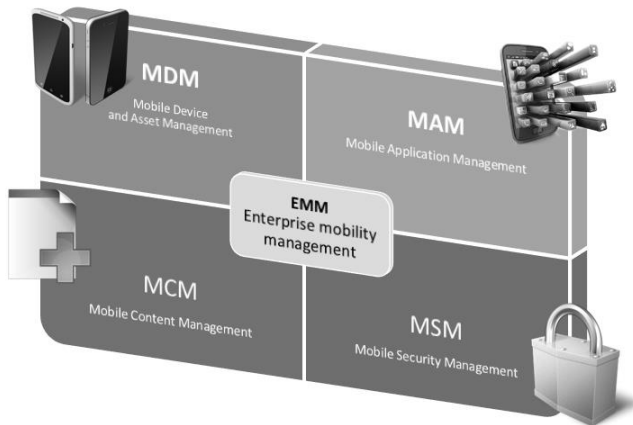 MDM
Mobile Device
and Asset Management
MAM
Mobile Application Management
EMM
Enterprise mobility
management
MCM
Mobile Content Management
MSM
Mobile Security Management